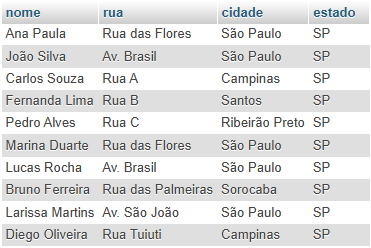 nome rua cidade estado
Ana Paula Rua das Flores São Paulo SP
João Silva Av. Brasil São Paulo SP
Carlos Souza Rua A Campinas SP
Fernanda Lima Rua B Santos SP
Pedro Alves Rua C Ribeirão Preto SP
Marina Duarte Rua das Flores São Paulo SP
Lucas Rocha Av. Brasil São Paulo SP
Bruno Ferreira Rua das Palmeiras Sorocaba SP
Larissa Martins Av. São João São Paulo SP
Diego Oliveira Rua Tuiuti Campinas SP